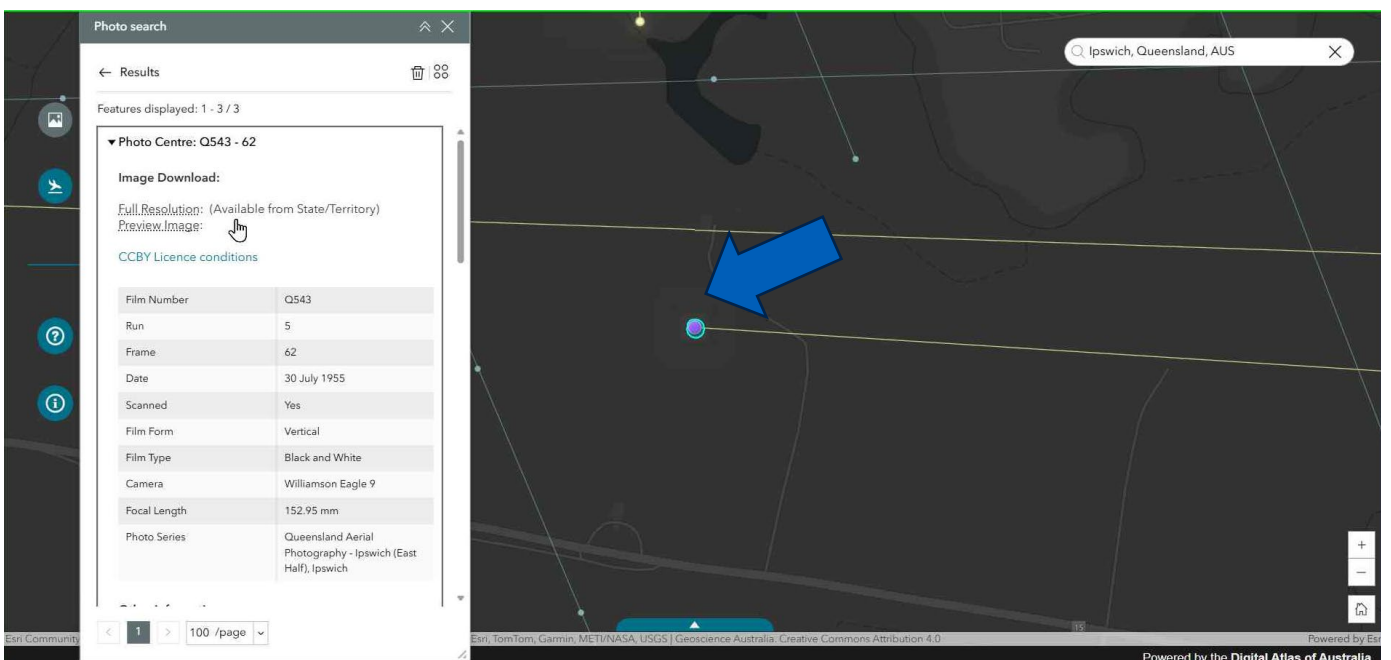 Photo search
Ipswich, Queensland, AUS
Results
Features displayed: 1 - 3 / 3
Photo Centre: Q543 - 62
Image Download:
Full Resolution: (Available from State/Territory)
Preview Image:
CCBY Licence conditions
Film Number Q543
Run 5
Frame 62
Date 30 July 1955
Scanned Yes
Film Form Vertical
Film Type Black and White
Camera Williamson Eagle 9
Focal Length 152.95 mm
Photo Series Queensland Aerial
Photography - Ipswich (East
Half), Ipswich
1 100 /page
15
Esri Community
Esri, TomTom, Garmin, METI/NASA, USGS | Geoscience Australia. Creative Commons Attribution 4.0
Powered by Esri
Powered by the Digital Atlas of Australia